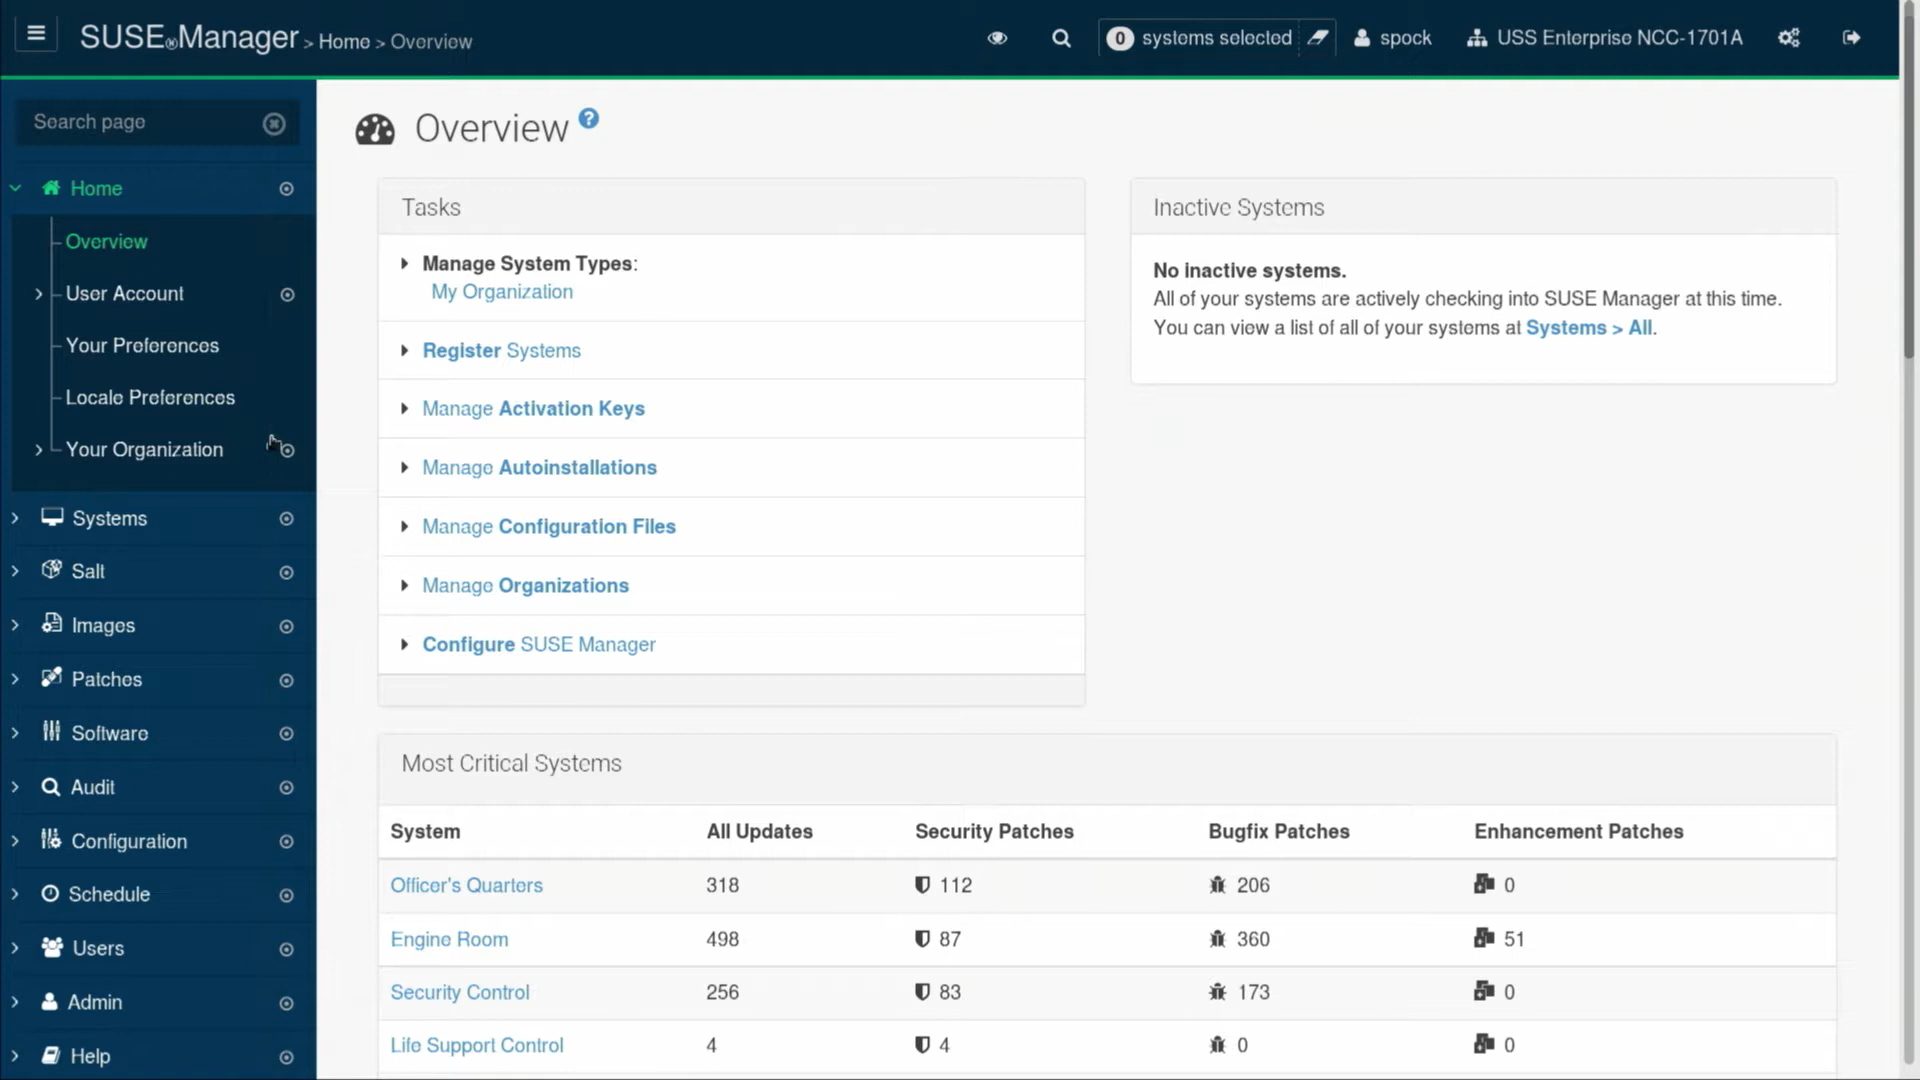 SUSE®Manager > Home > Overview
0 systems selected
spock
USS Enterprise NCC-1701A
Search page
Home
Overview
User Account
Your Preferences
Locale Preferences
Your Organization
Systems
Salt
Images
Patches
Software
Audit
Configuration
Schedule
Users
Admin
Help
Overview ?
Tasks
Manage System Types:
My Organization
Register Systems
Manage Activation Keys
Manage Autoinstallations
Manage Configuration Files
Manage Organizations
Configure SUSE Manager
Inactive Systems
No inactive systems.
All of your systems are actively checking into SUSE Manager at this time.
You can view a list of all of your systems at Systems > All.
Most Critical Systems
System All Updates Security Patches Bugfix Patches Enhancement Patches
Officer's Quarters 318 112 206 0
Engine Room 498 87 360 51
Security Control 256 83 173 0
Life Support Control 4 4 0 0